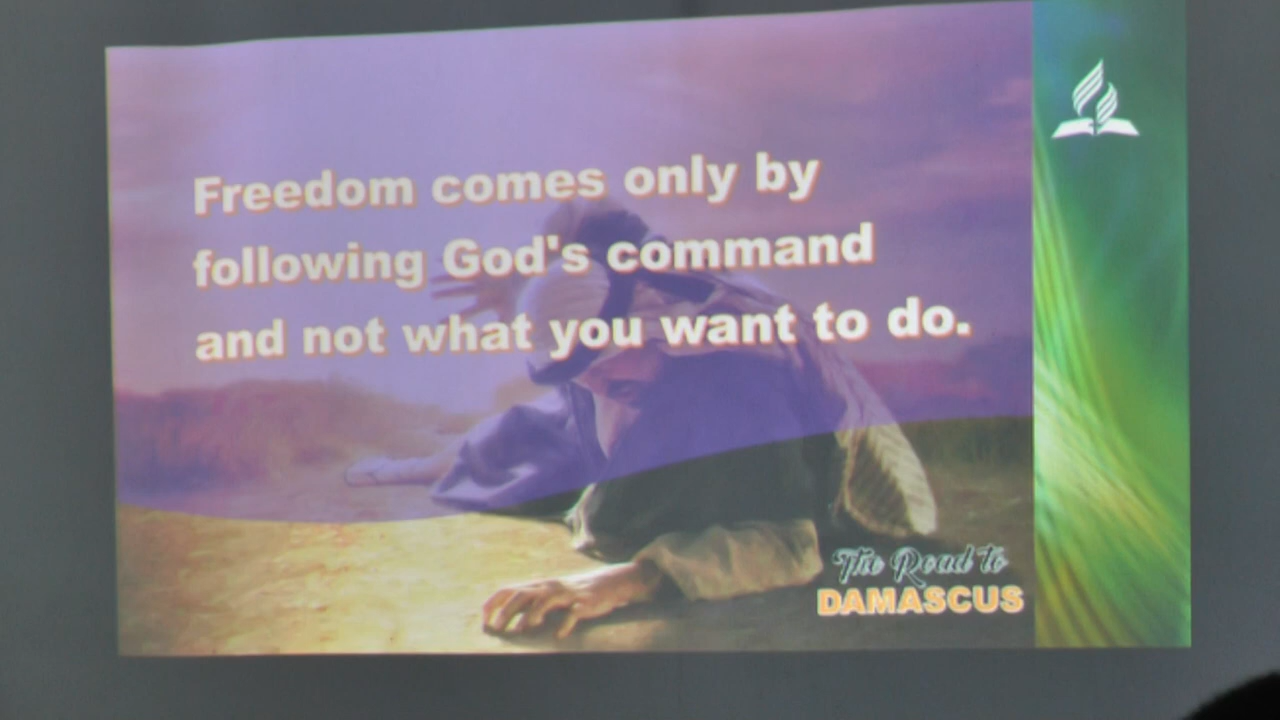 Freedom comes only by
following God's command
and not what you want to do.
The Road to
DAMASCUS